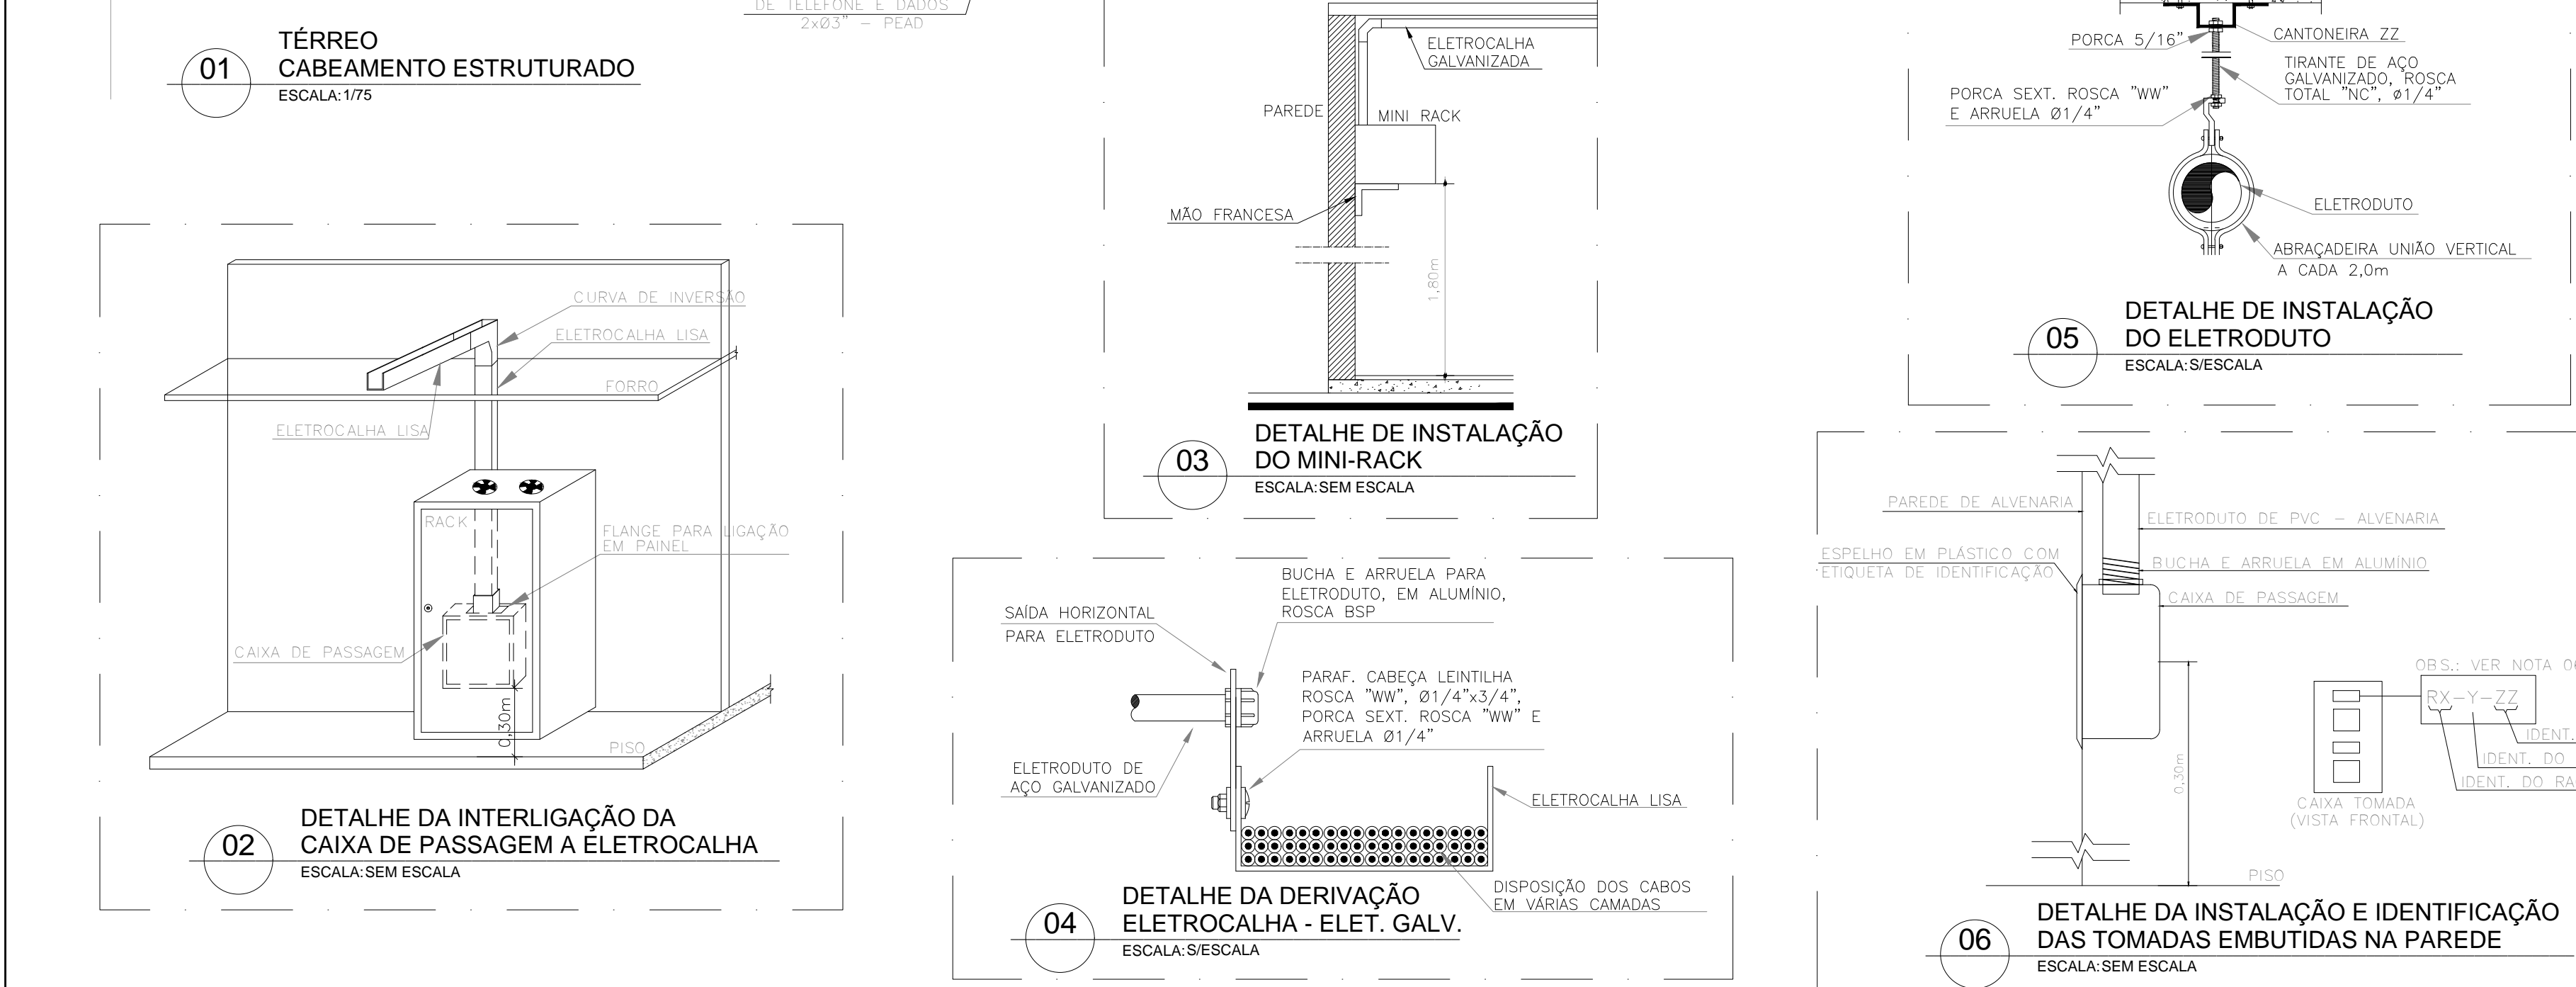 DE TELEFONE E DADOS
2xØ3" - PEAD
01
TÉRREO
CABEAMENTO ESTRUTURADO
ESCALA: 1/75
CURVA DE INVERSÃO
ELETROCALHA LISA
FORRO
ELETROCALHA LISA
RACK
FLANGE PARA LIGAÇÃO
EM PAINEL
CAIXA DE PASSAGEM
0,30m
PISO
02
DETALHE DA INTERLIGAÇÃO DA
CAIXA DE PASSAGEM A ELETROCALHA
ESCALA: SEM ESCALA
ELETROCALHA
GALVANIZADA
PAREDE
MINI RACK
MÃO FRANCESA
1,80m
03
DETALHE DE INSTALAÇÃO
DO MINI-RACK
ESCALA: SEM ESCALA
BUCHA E ARRUELA PARA
ELETRODUTO, EM ALUMÍNIO,
ROSCA BSP
SAÍDA HORIZONTAL
PARA ELETRODUTO
PARAF. CABEÇA LEINTILHA
ROSCA "WW", Ø1/4"x3/4",
PORCA SEXT. ROSCA "WW" E
ARRUELA Ø1/4"
ELETRODUTO DE
AÇO GALVANIZADO
ELETROCALHA LISA
DISPOSIÇÃO DOS CABOS
EM VÁRIAS CAMADAS
04
DETALHE DA DERIVAÇÃO
ELETROCALHA - ELET. GALV.
ESCALA: S/ESCALA
PORCA 5/16"
CANTONEIRA ZZ
TIRANTE DE AÇO
GALVANIZADO, ROSCA
TOTAL "NC", Ø1/4"
PORCA SEXT. ROSCA "WW"
E ARRUELA Ø1/4"
ELETRODUTO
ABRAÇADEIRA UNIÃO VERTICAL
A CADA 2,0m
05
DETALHE DE INSTALAÇÃO
DO ELETRODUTO
ESCALA: S/ESCALA
PAREDE DE ALVENARIA
ELETRODUTO DE PVC - ALVENARIA
ESPELHO EM PLÁSTICO COM
ETIQUETA DE IDENTIFICAÇÃO
BUCHA E ARRUELA EM ALUMÍNIO
CAIXA DE PASSAGEM
OBS.: VER NOTA
RX-Y-ZZ
IDENT.
IDENT. DO
IDENT. DO
CAIXA TOMADA
(VISTA FRONTAL)
0,30m
PISO
06
DETALHE DA INSTALAÇÃO E IDENTIFICAÇÃO
DAS TOMADAS EMBUTIDAS NA PAREDE
ESCALA: SEM ESCALA